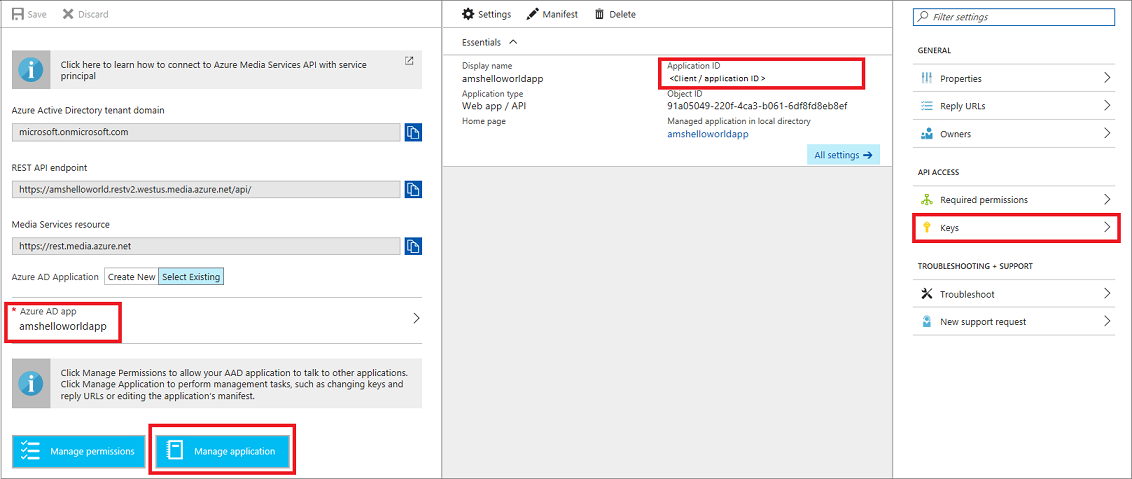 Save
Discard
Click here to learn how to connect to Azure Media Services API with service
principal
Azure Active Directory tenant domain
microsoft.onmicrosoft.com
REST API endpoint
https://amshelloworld.restv2.westus.media.azure.net/api/
Media Services resource
https://rest.media.azure.net
Azure AD Application
Create New
Select Existing
* Azure AD app
amshelloworldapp
Click Manage Permissions to allow your AAD application to talk to other applications.
Click Manage Application to perform management tasks, such as changing keys and
reply URLs or editing the application's manifest.
Manage permissions
Manage application
Settings
Manifest
Delete
Essentials
Display name
amshelloworldapp
Application type
Web app / API
Home page
Application ID
<Client / application ID >
Object ID
91a05049-220f-4ca3-b061-6df8fd8eb8ef
Managed application in local directory
amshelloworldapp
All settings →
Filter settings
GENERAL
Properties
Reply URLs
Owners
API ACCESS
Required permissions
Keys
TROUBLESHOOTING + SUPPORT
Troubleshoot
New support request